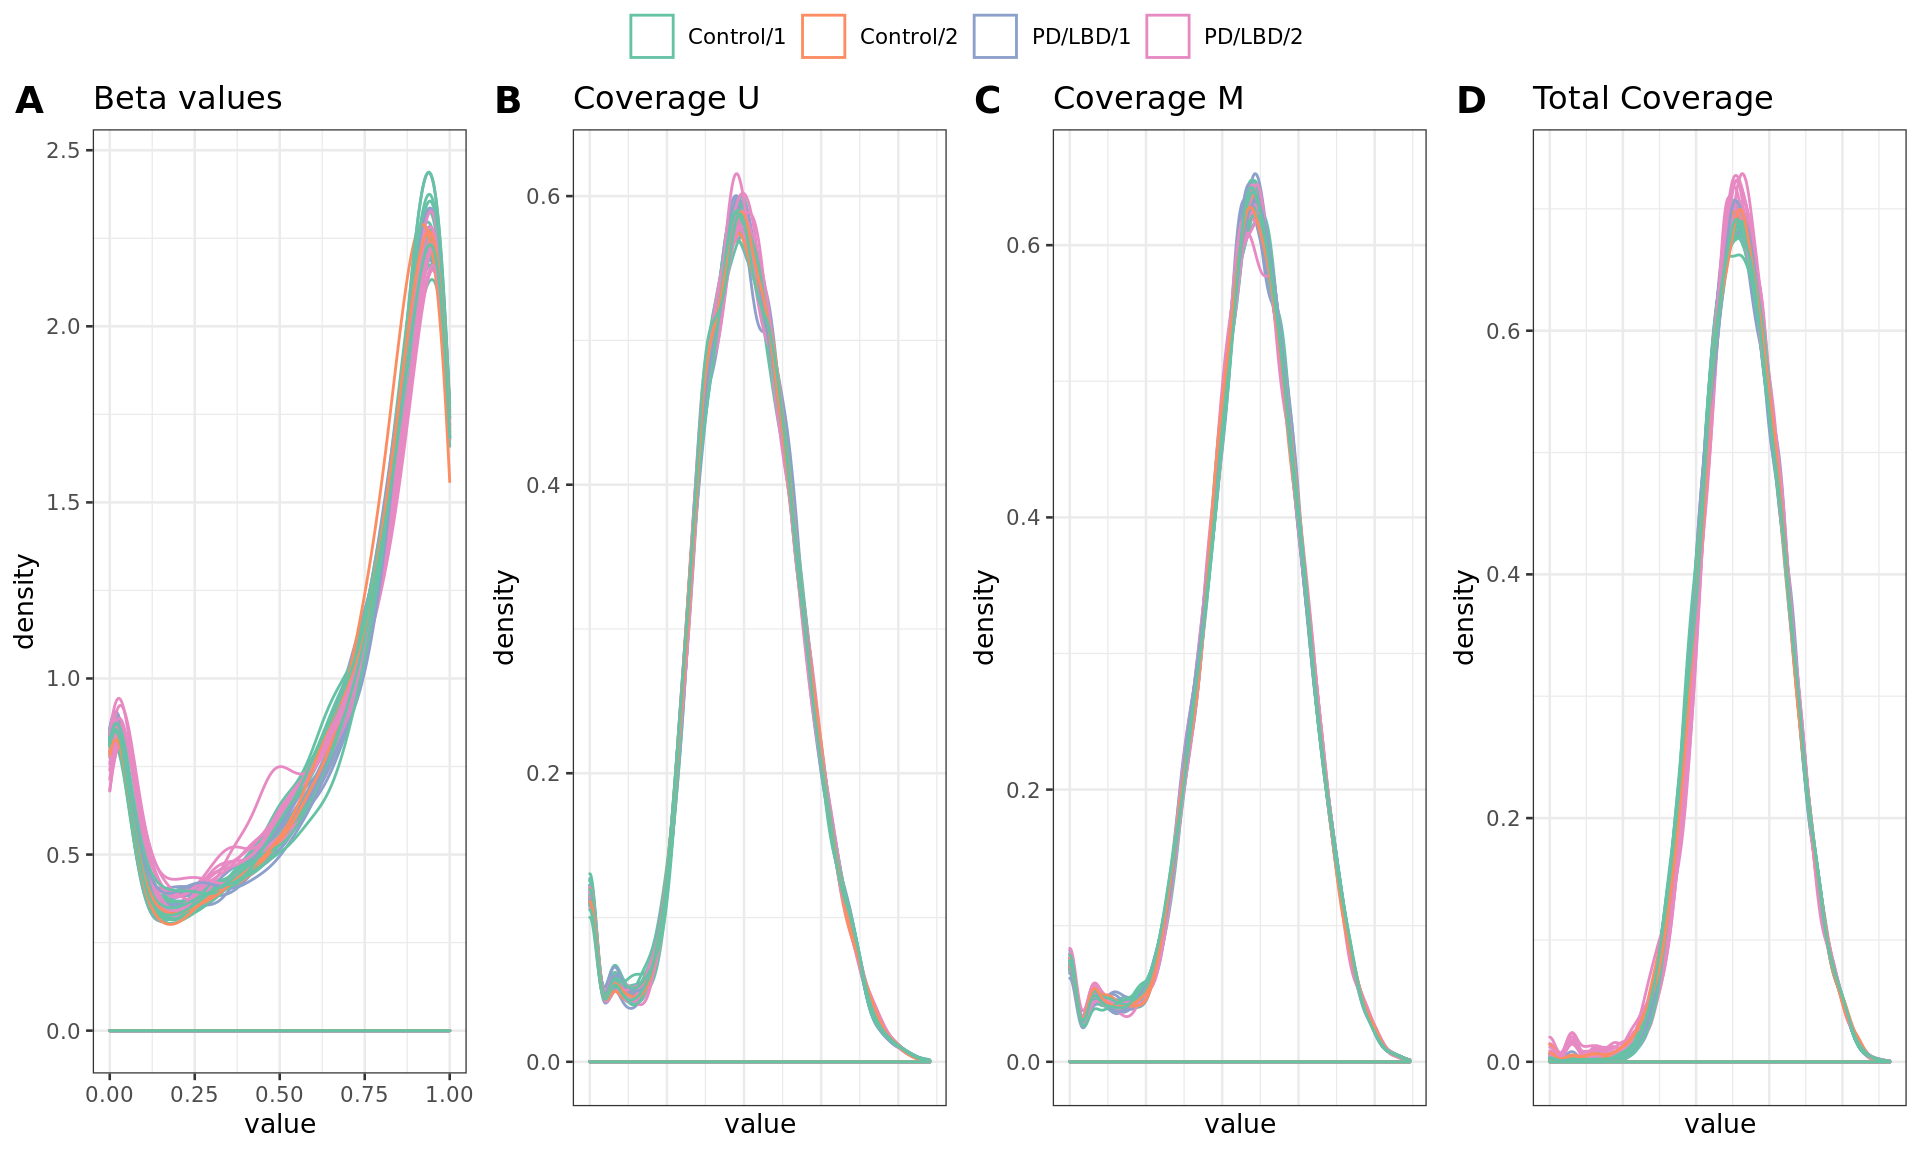 Control/1 Control/2 PD/LBD/1 PD/LBD/2
A Beta values
2.5
2.0
1.5
1.0
0.5
0.0
density
0.00 0.25 0.50 0.75 1.00
value
B Coverage U
0.6
0.4
0.2
0.0
density
value
C Coverage M
0.6
0.4
0.2
0.0
density
value
D Total Coverage
0.6
0.4
0.2
0.0
density
value